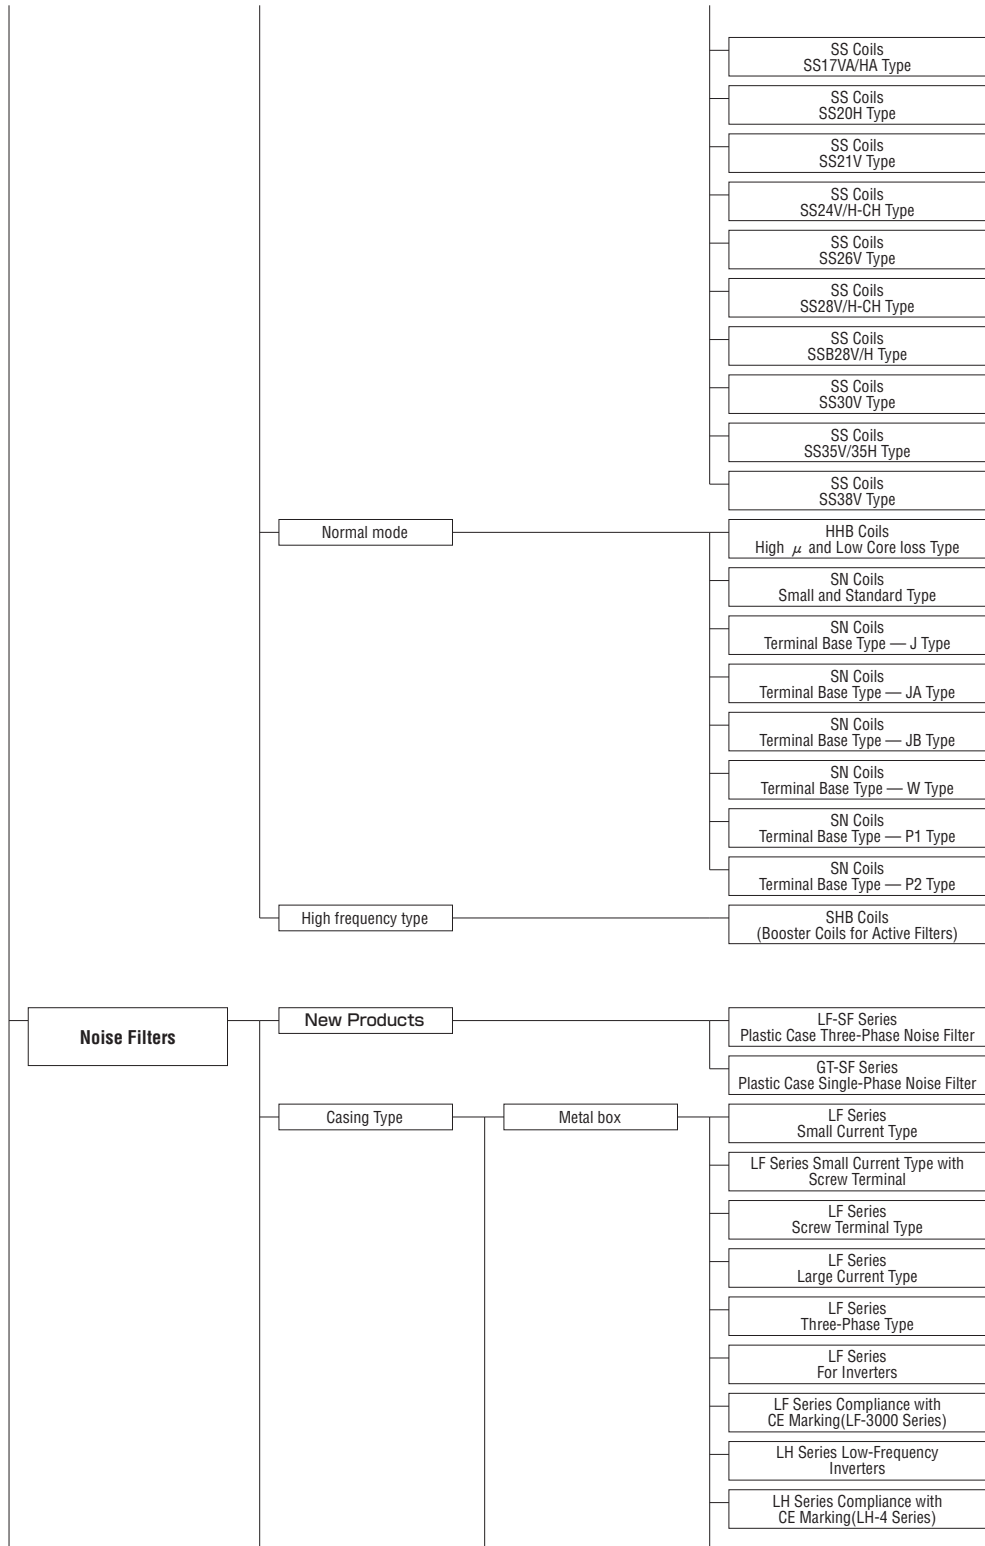 SS Coils
SS17VA/HA Type
SS Coils
SS20H Type
SS Coils
SS21V Type
SS Coils
SS24V/H-CH Type
SS Coils
SS26V Type
SS Coils
SS28V/H-CH Type
SS Coils
SSB28V/H Type
SS Coils
SS30V Type
SS Coils
SS35V/35H Type
SS Coils
SS38V Type
Normal mode
HHB Coils
High μ and Low Core loss Type
SN Coils
Small and Standard Type
SN Coils
Terminal Base Type — J Type
SN Coils
Terminal Base Type — JA Type
SN Coils
Terminal Base Type — JB Type
SN Coils
Terminal Base Type — W Type
SN Coils
Terminal Base Type — P1 Type
SN Coils
Terminal Base Type — P2 Type
High frequency type
SHB Coils
(Booster Coils for Active Filters)
Noise Filters
New Products
LF-SF Series
Plastic Case Three-Phase Noise Filter
GT-SF Series
Plastic Case Single-Phase Noise Filter
Casing Type
Metal box
LF Series
Small Current Type
LF Series Small Current Type with
Screw Terminal
LF Series
Screw Terminal Type
LF Series
Large Current Type
LF Series
Three-Phase Type
LF Series
For Inverters
LF Series Compliance with
CE Marking(LF-3000 Series)
LH Series Low-Frequency
Inverters
LH Series Compliance with
CE Marking(LH-4 Series)